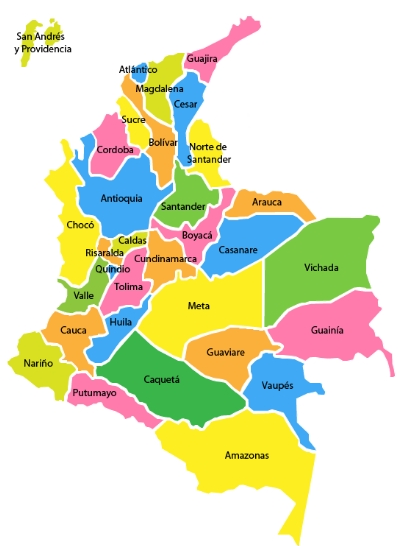 San Andrés
y Providencia
Guajira
Atlántico
Magdalena
Cesar
Sucre
Bolívar
Cordoba
Norte de
Santander
Antioquia
Santander
Arauca
Chocó
Boyacá
Caldas
Casanare
Risaralda
Cundinamarca
Quindio
Vichada
Tolima
Valle
Meta
Huila
Cauca
Guainía
Guaviare
Nariño
Caquetá
Vaupés
Putumayo
Amazonas